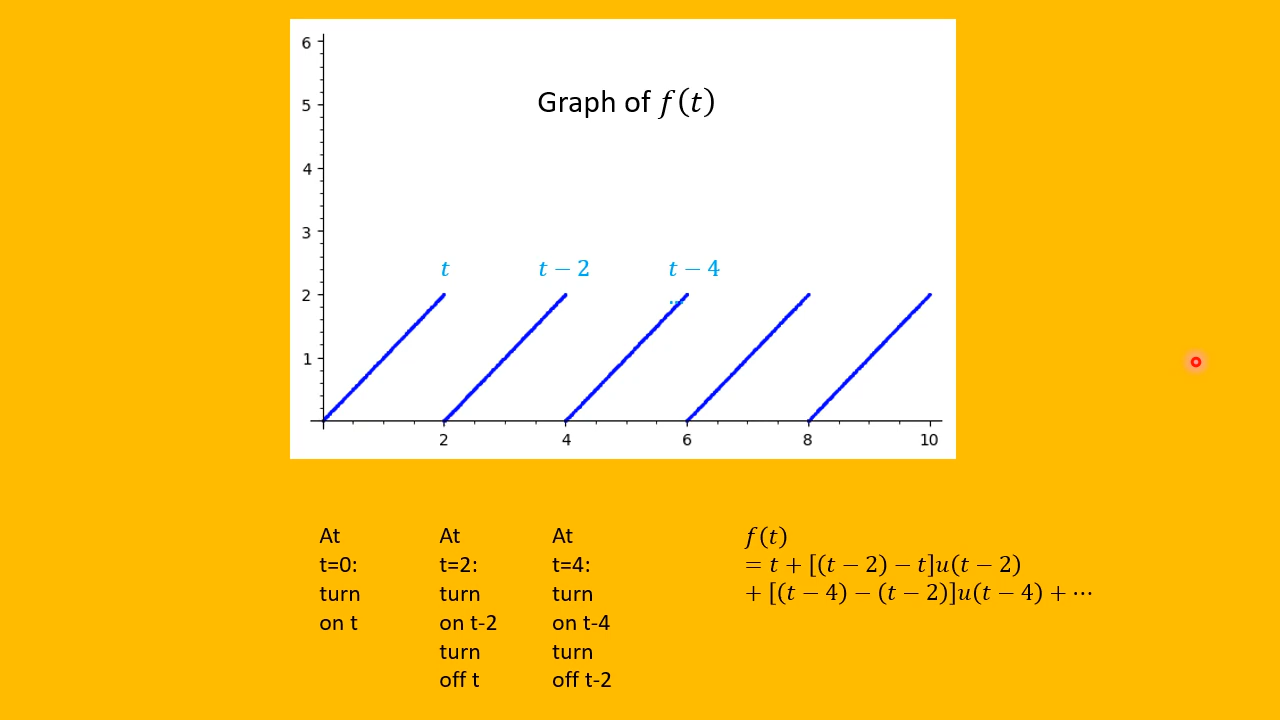 6
Graph of f(t)
5
4
3
t
t − 2
t − 4
...
2
1
2
4
6
8
10
At
t=0:
turn
on t
At
t=2:
turn
on t-2
turn
off t
At
t=4:
turn
on t-4
turn
off t-2
f(t)
= t + [(t − 2) − t]u(t − 2)
+ [(t − 4) − (t − 2)]u(t − 4) + ⋯